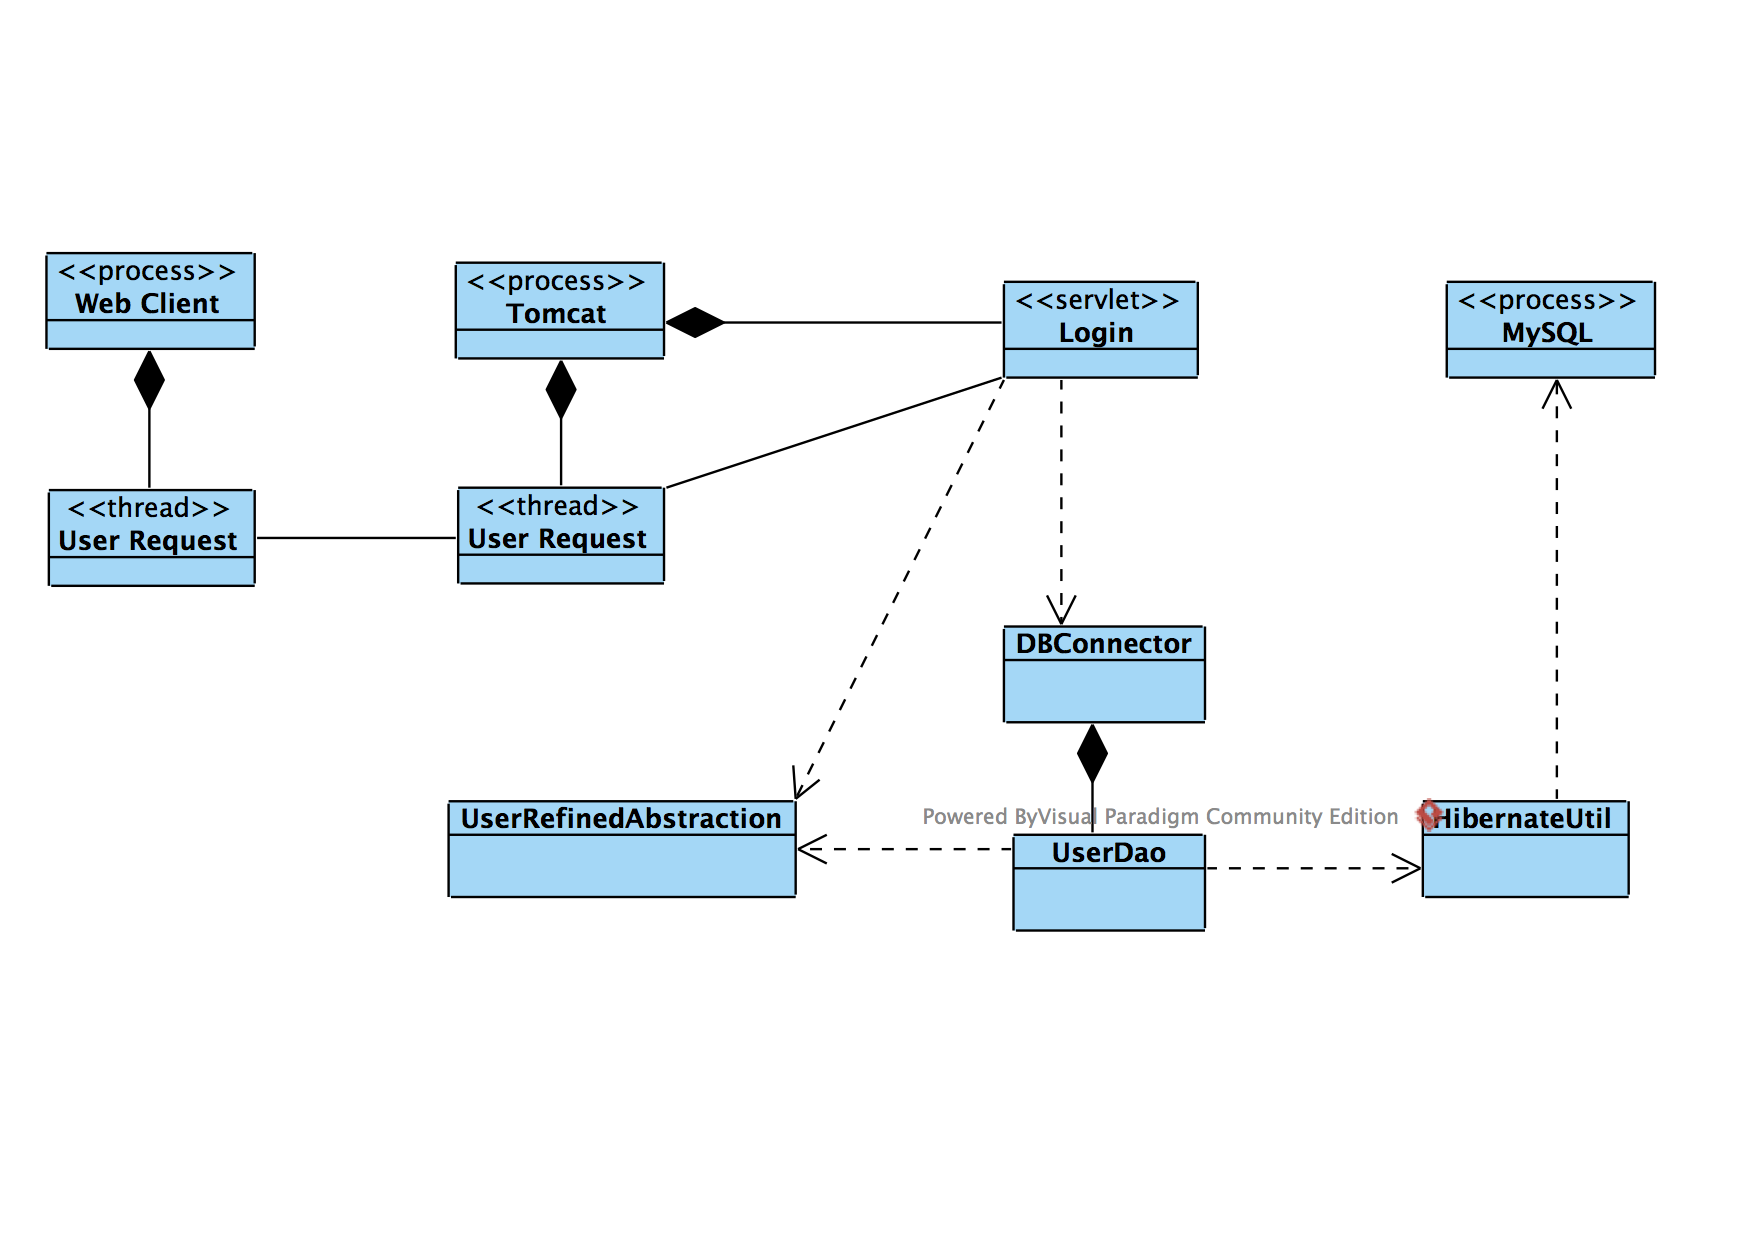 <<process>>
Web Client
<<process>>
Tomcat
<<servlet>>
Login
<<process>>
MySQL
<<thread>>
User Request
<<thread>>
User Request
DBConnector
UserRefinedAbstraction
Powered ByVisual Paradigm Community Edition
HibernateUtil
UserDao